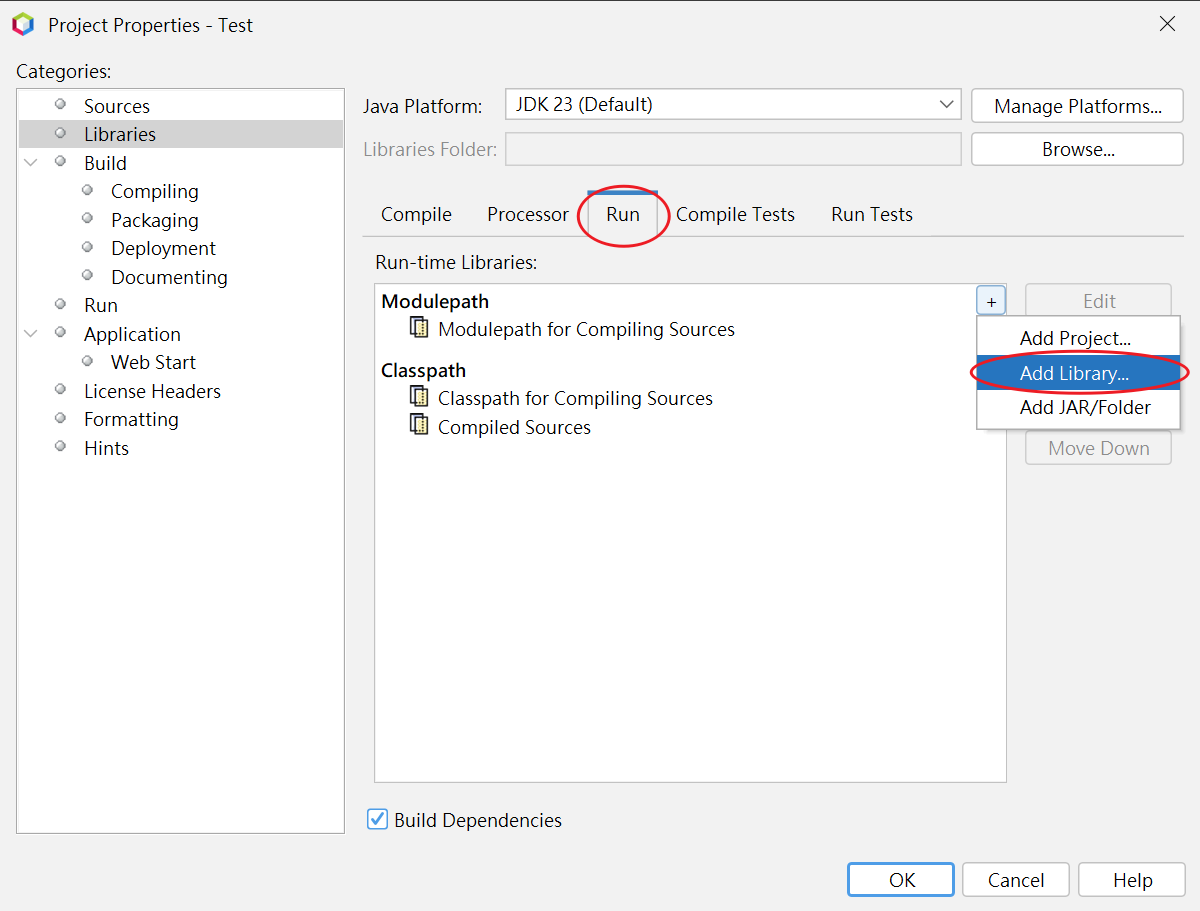 Project Properties - Test
Categories:
Sources
Libraries
Build
Compiling
Packaging
Deployment
Documenting
Run
Application
Web Start
License Headers
Formatting
Hints
Java Platform: JDK 23 (Default) Manage Platforms...
Libraries Folder: Browse...
Compile Processor Run Compile Tests Run Tests
Run-time Libraries:
Modulepath
Modulepath for Compiling Sources
Classpath
Classpath for Compiling Sources
Compiled Sources
+ Edit
Add Project...
Add Library...
Add JAR/Folder
Move Down
Build Dependencies
OK Cancel Help